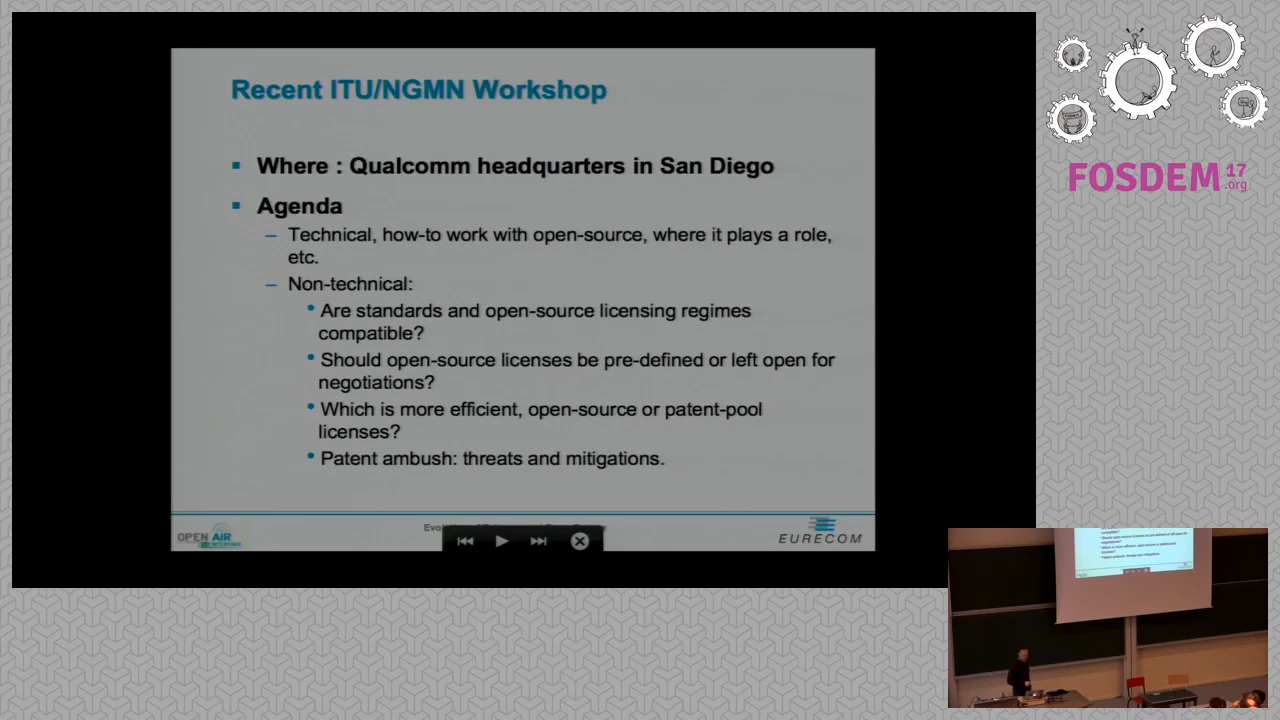 Recent ITU/NGMN Workshop
Where : Qualcomm headquarters in San Diego
Agenda
– Technical, how-to work with open-source, where it plays a role,
etc.
– Non-technical:
Are standards and open-source licensing regimes
compatible?
Should open-source licenses be pre-defined or left open for
negotiations?
Which is more efficient, open-source or patent-pool
licenses?
Patent ambush: threats and mitigations.
OPEN AIR
INTERFACE
EURECOM
FOSDEM 17
.org